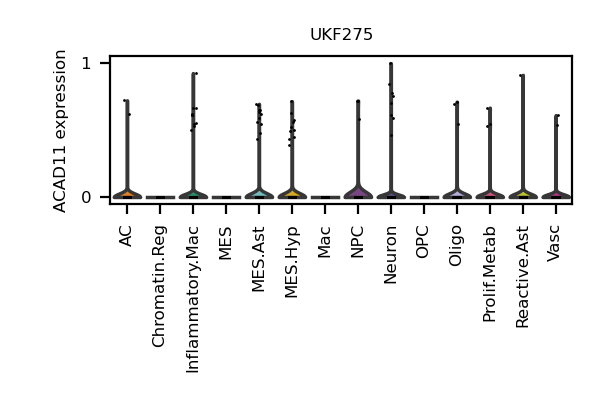 UKF275
ACAD11 expression
1
0
AC
Chromatin.Reg
Inflammatory.Mac
MES
MES.Ast
MES.Hyp
Mac
NPC
Neuron
OPC
Oligo
Prolif.Metab
Reactive.Ast
Vasc